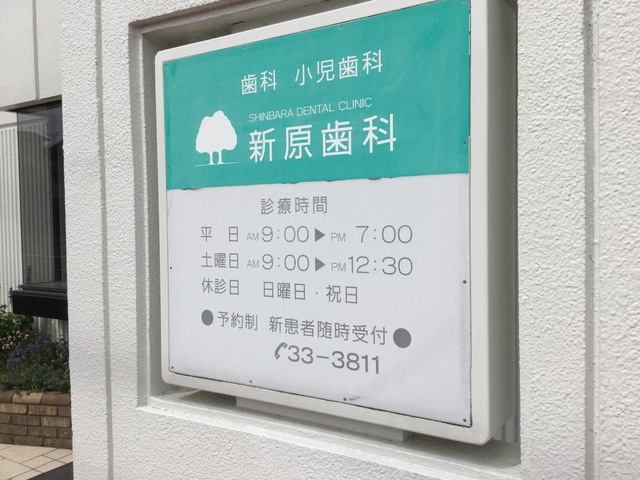 歯科 小児歯科
SHINBARA DENTAL CLINIC
新原歯科
診療時間
平 日 AM 9:00▶PM 7:00
土曜日 AM 9:00▶PM 12:30
休診日 日曜日・祝日
●予約制 新患者随時受付●
✆33-3811